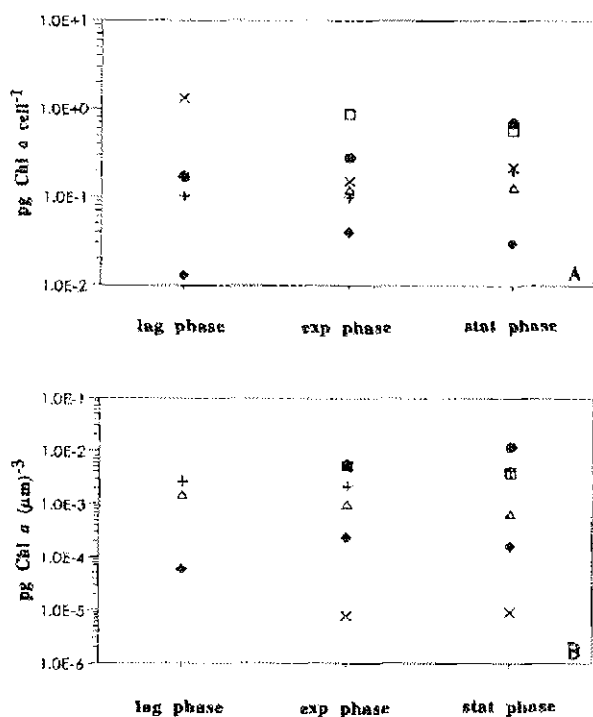 1.0E+1
1.0E+0
1.0E-1
1.0E-2
pg Chl a cell-1
A
lag phase exp phase stat phase
1.0E-1
1.0E-2
1.0E-3
1.0E-4
1.0E-5
1.0E-6
pg Chl a (μm)-3
B
lag phase exp phase stat phase